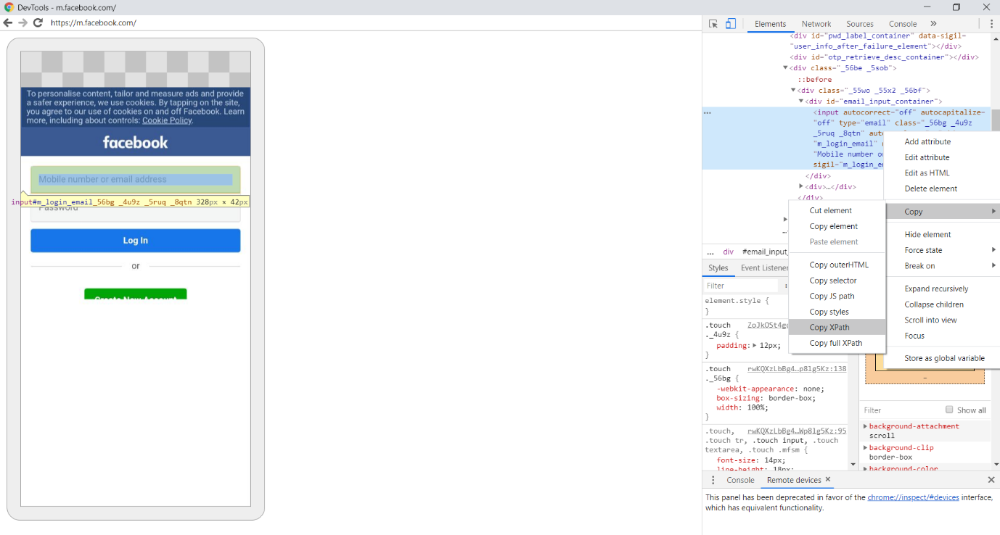 DevTools - m.facebook.com/
https://m.facebook.com/
To personalise content, tailor and measure ads and provide
a safer experience, we use cookies. By tapping on the site,
you agree to our use of cookies on and off Facebook. Learn
more, including about controls: Cookie Policy.
facebook
Mobile number or email address
input#m_login_email_56bg _4u9z _5ruq _8qtn 328px × 42px
Password
Log In
or
Create New Account
Elements Network Sources Console »
<div id="pwd_label_container" data-sigil=
"user_info_after_failure_element"></div>
<div id="otp_retrieve_desc_container"></div>
▼<div class="_56be _5sob">
::before
▼<div class="_55wo _55x2 _56bf">
▼<div id="email_input_container">
... <input autocorrect="off" autocapitalize=
"off" type="email" class="_56bg _4u9z
_5ruq _8qtn"
"m_login_email"
"Mobile number
sigil="m_login_em
</div>
▶<div>…</div>
</div>
... div #email_input_
Styles Event Listener
Filter
element.style {
}
.touch ZoJkOSt4g
._4u9z {
padding:▶ 12px;
}
.touch rwKQXzLbBg4…p8lg5Kz:138
._56bg {
-webkit-appearance: none;
box-sizing: border-box;
width: 100%;
}
.touch, rwKQXzLbBg4…Wp8lg5Kz:95
.touch tr, .touch input, .touch
textarea, .touch .mfsm {
font-size: 14px;
line-height: 18px;
Add attribute
Edit attribute
Edit as HTML
Delete element
Copy
Hide element
Force state
Break on
Expand recursively
Collapse children
Scroll into view
Focus
Store as global variable
Cut element
Copy element
Paste element
Copy outerHTML
Copy selector
Copy JS path
Copy styles
Copy XPath
Copy full XPath
–
Filter Show all
▶background-attachment
scroll
▶background-clip
border-box
▶background-color
Console Remote devices ×
This panel has been deprecated in favor of the chrome://inspect/#devices interface,
which has equivalent functionality.